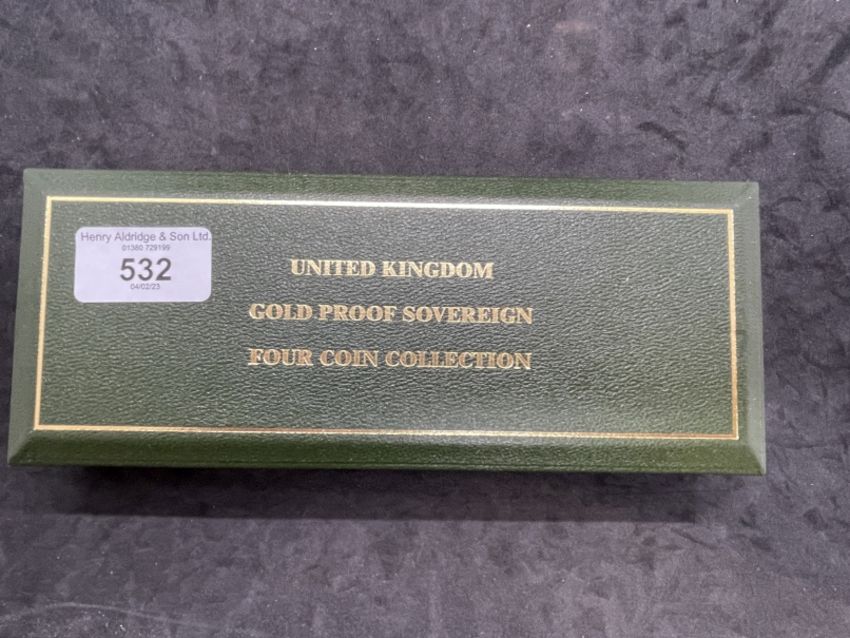 Henry Aldridge & Son Ltd.
01380 729199
532
04/02/23
UNITED KINGDOM
GOLD PROOF SOVEREIGN
FOUR COIN COLLECTION